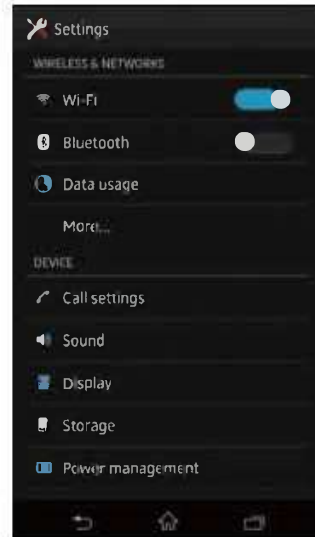 Settings
WIRELESS & NETWORKS
Wi-Fi
Bluetooth
Data usage
More...
DEVICE
Call settings
Sound
Display
Storage
Power management